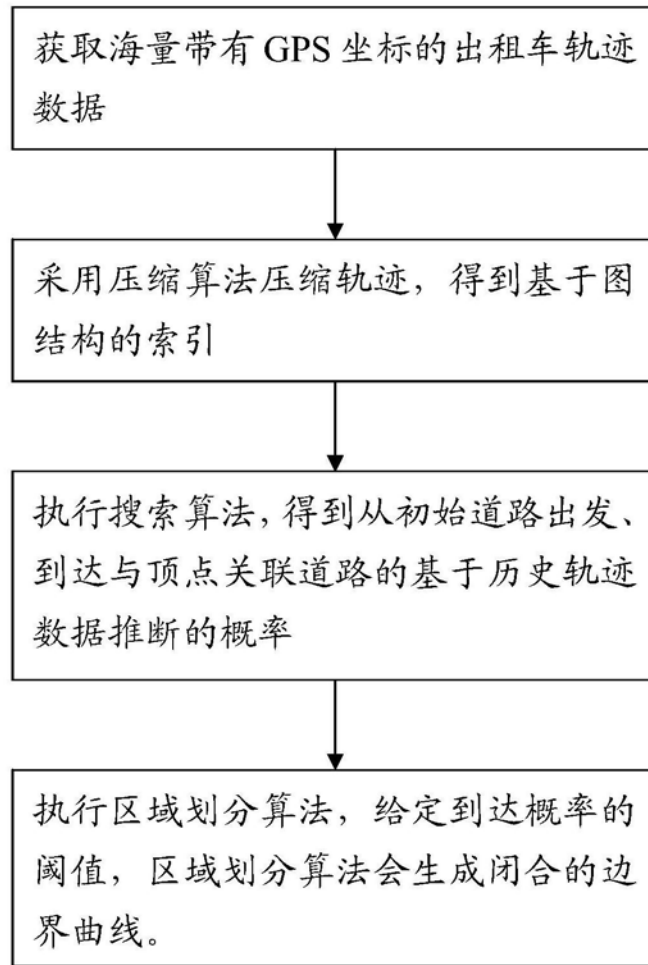 获取海量带有 GPS 坐标的出租车轨迹
数据
采用压缩算法压缩轨迹，得到基于图
结构的索引
执行搜索算法，得到从初始道路出发、
到达与顶点关联道路的基于历史轨迹
数据推断的概率
执行区域划分算法，给定到达概率的
阈值，区域划分算法会生成闭合的边
界曲线。